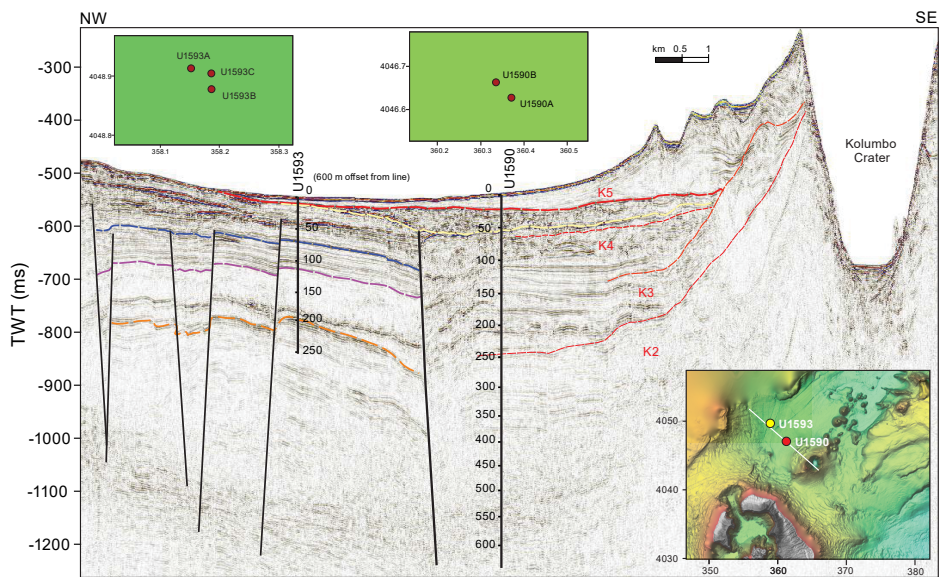 NW
SE
-300
-400
-500
-600
-700
-800
-900
-1000
-1100
-1200
TWT (ms)
U1593A
U1593C
U1593B
4048.9
4048.8
358.1
358.2
358.3
U1590B
U1590A
4046.7
4046.6
360.2
360.3
360.4
360.5
km 0.5 1
Kolumbo
Crater
U1593
(600 m offset from line)
0
50
100
150
200
250
U1590
0
50
100
150
200
250
300
350
400
450
500
550
600
K5
K4
K3
K2
U1593
U1590
4050
4040
4030
350
360
370
380